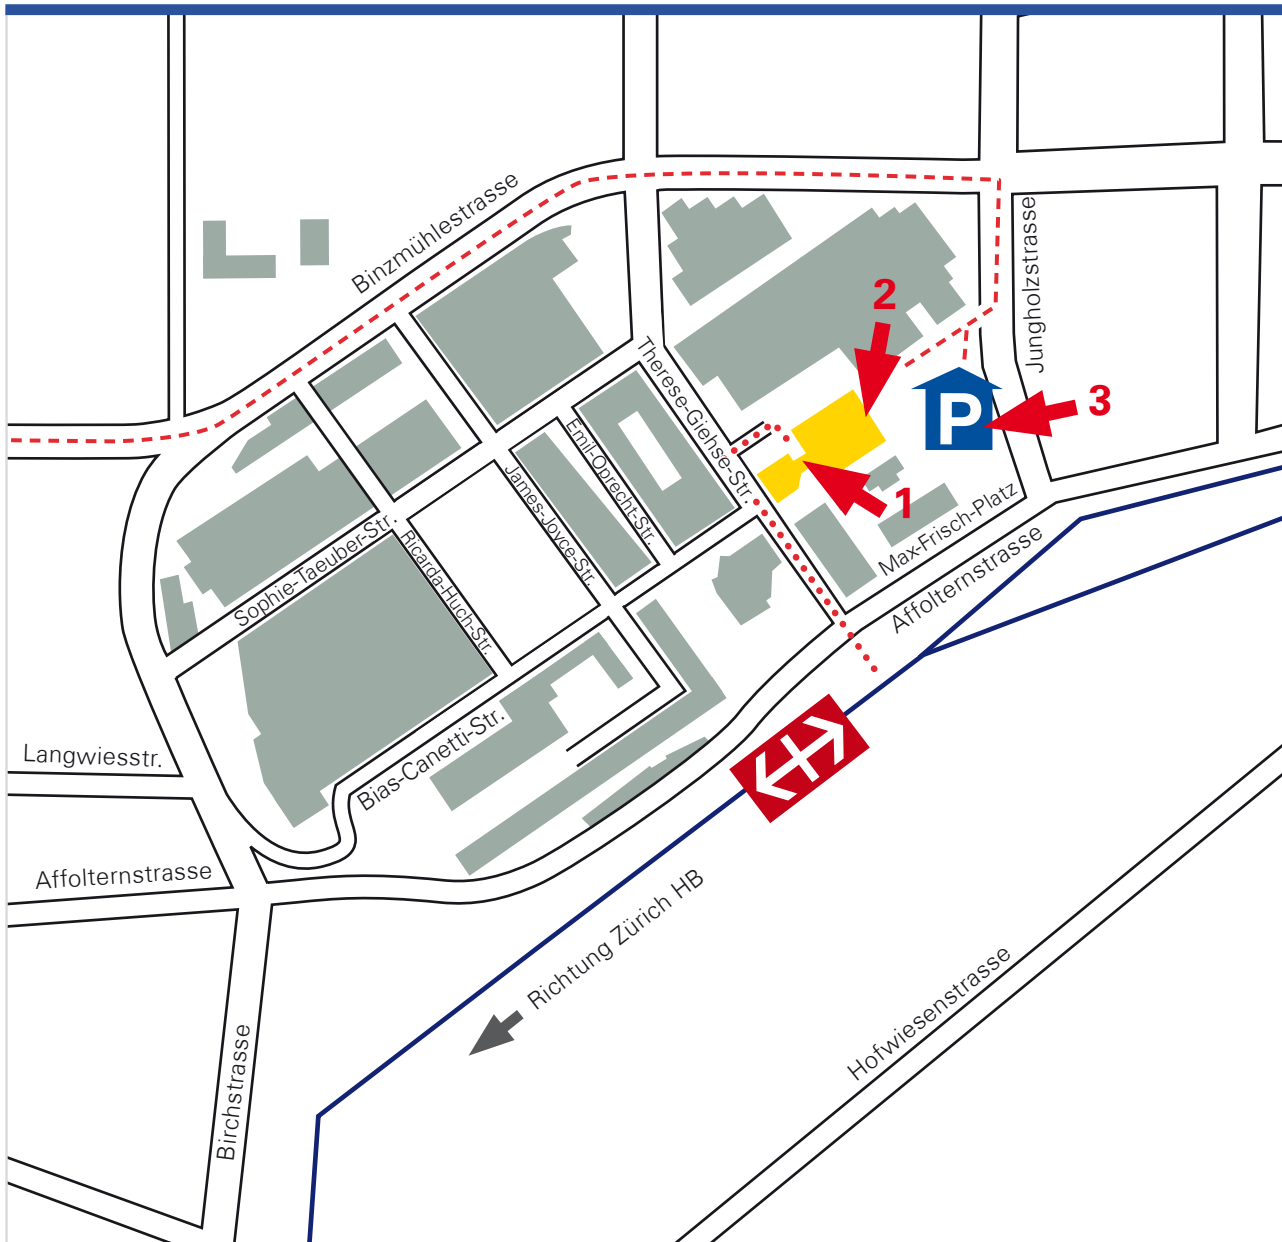 Binzmühlestrasse
Jungholzstrasse
2
Therese-Giehse-Str.
P
3
Emil-Oprecht-Str.
James-Joyce-Str.
1
Max-Frisch-Platz
Sophie-Taeuber-Str.
Ricarda-Huch-Str.
Affolternstrasse
Langwiesstr.
Bias-Canetti-Str.
Affolternstrasse
Richtung Zürich HB
Hofwiesenstrasse
Birchstrasse